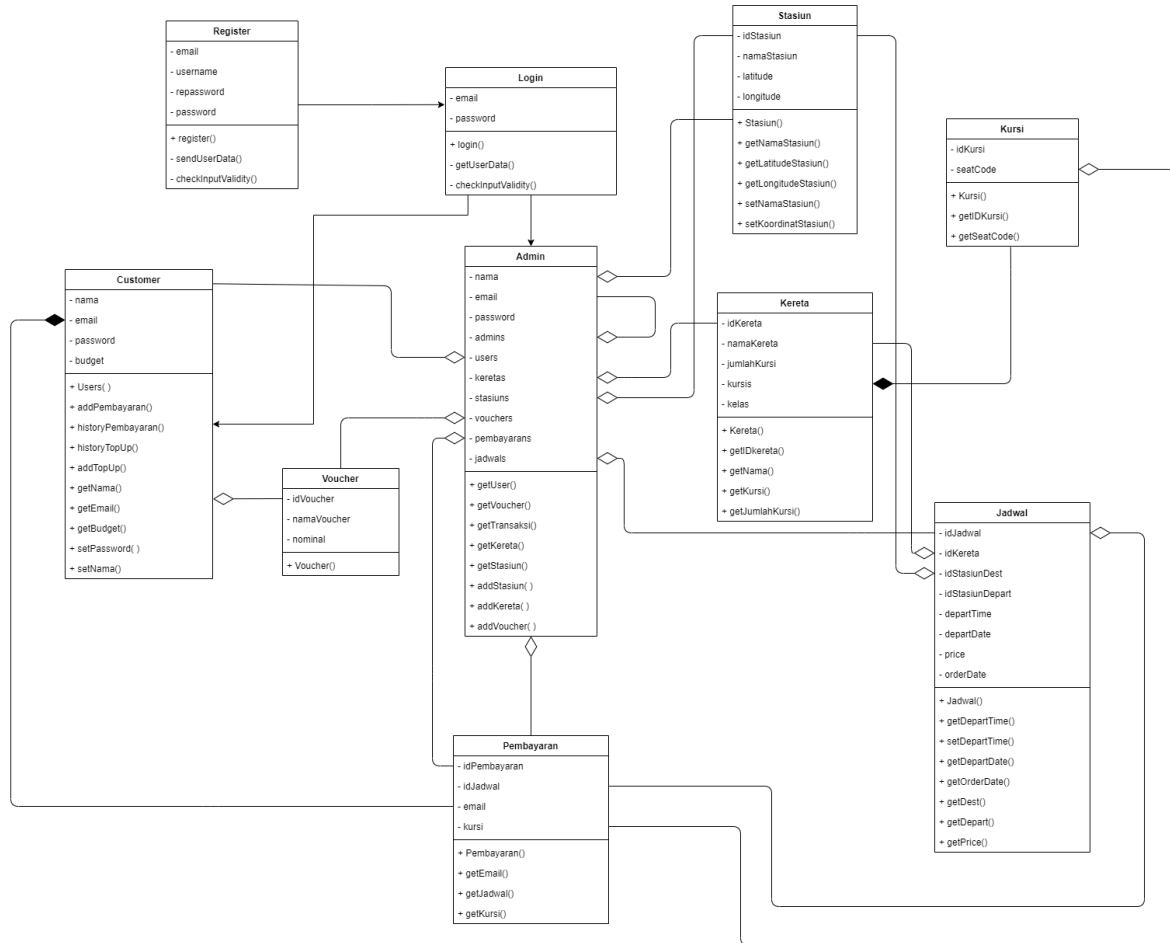 Register
- email
- username
- repassword
- password
+ register()
- sendUserData()
- checkInputValidity()
Login
- email
- password
+ login()
- getUserData()
- checkInputValidity()
Stasiun
- idStasiun
- namaStasiun
- latitude
- longitude
+ Stasiun()
+ getNamaStasiun()
+ getLatitudeStasiun()
+ getLongitudeStasiun()
+ setNamaStasiun()
+ setKoordinatStasiun()
Kursi
- idKursi
- seatCode
+ Kursi()
+ getIDKursi()
+ getSeatCode()
Customer
- nama
- email
- password
- budget
+ Users( )
+ addPembayaran()
+ historyPembayaran()
+ historyTopUp()
+ addTopUp()
+ getNama()
+ getEmail()
+ getBudget()
+ setPassword( )
+ setNama()
Admin
- nama
- email
- password
- admins
- users
- keretas
- stasiuns
- vouchers
- pembayarans
- jadwals
+ getUser()
+ getVoucher()
+ getTransaksi()
+ getKereta()
+ getStasiun()
+ addStasiun( )
+ addKereta( )
+ addVoucher( )
Kereta
- idKereta
- namaKereta
- jumlahKursi
- kursis
- kelas
+ Kereta()
+ getIDkereta()
+ getNama()
+ getKursi()
+ getJumlahKursi()
Voucher
- idVoucher
- namaVoucher
- nominal
+ Voucher()
Jadwal
- idJadwal
- idKereta
- idStasiunDest
- idStasiunDepart
- departTime
- departDate
- price
- orderDate
+ Jadwal()
+ getDepartTime()
+ setDepartTime()
+ getDepartDate()
+ getOrderDate()
+ getDest()
+ getDepart()
+ getPrice()
Pembayaran
- idPembayaran
- idJadwal
- email
- kursi
+ Pembayaran()
+ getEmail()
+ getJadwal()
+ getKursi()